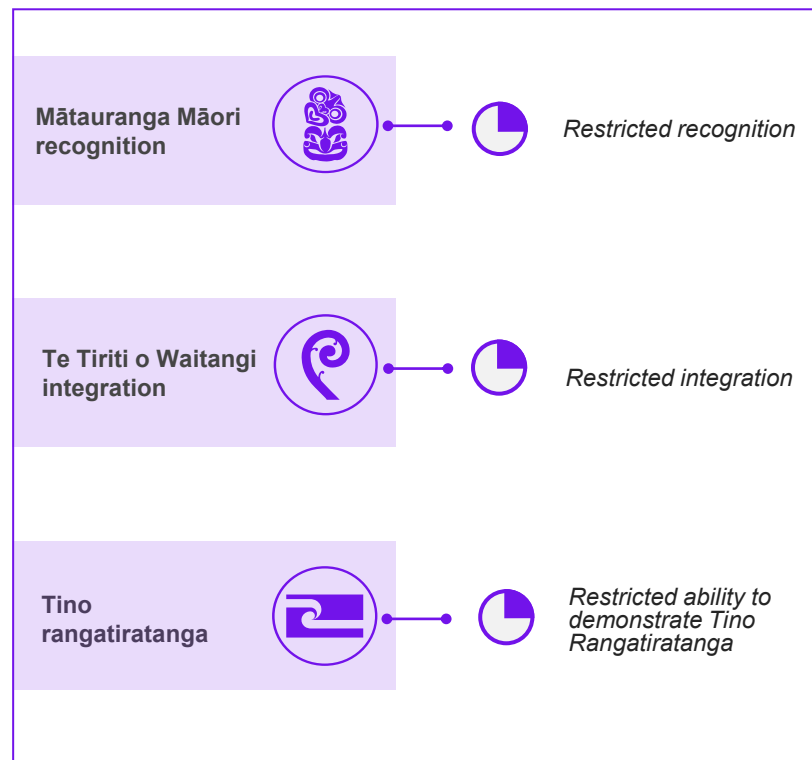 Mātauranga Māori
recognition
Restricted recognition
Te Tiriti o Waitangi
integration
Restricted integration
Tino
rangatiratanga
Restricted ability to
demonstrate Tino
Rangatiratanga